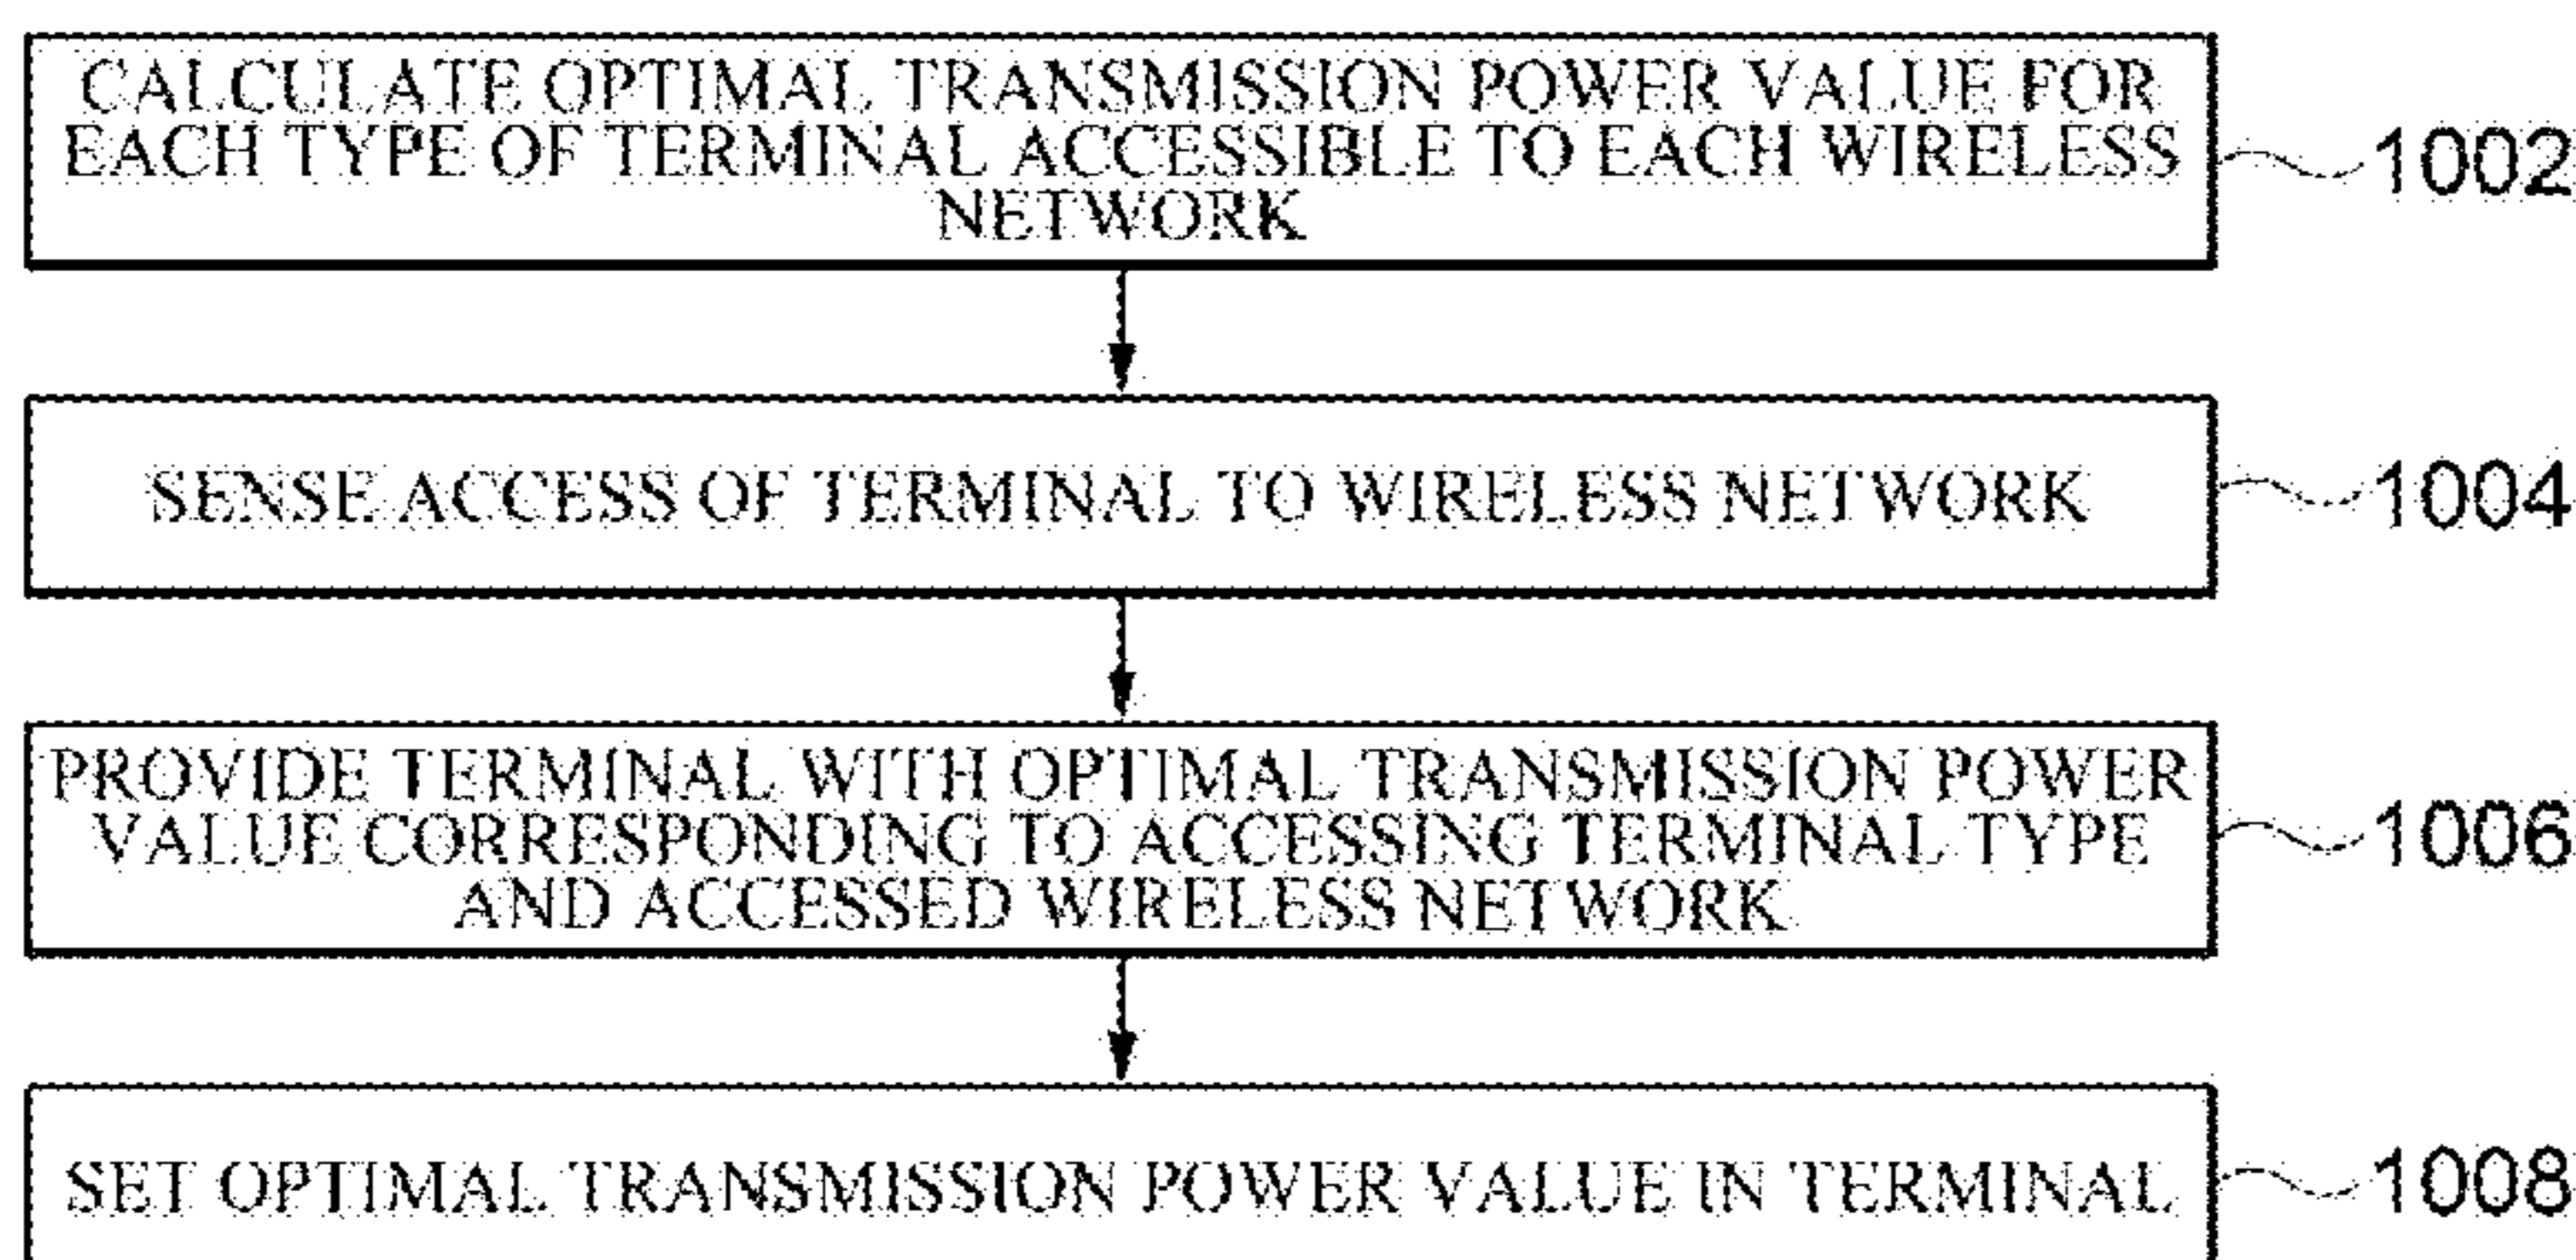 CALCULATE OPTIMAL TRANSMISSION POWER VALUE FOR
EACH TYPE OF TERMINAL ACCESSIBLE TO EACH WIRELESS
NETWORK
1002
SENSE ACCESS OF TERMINAL TO WIRELESS NETWORK
1004
PROVIDE TERMINAL WITH OPTIMAL TRANSMISSION POWER
VALUE CORRESPONDING TO ACCESSING TERMINAL TYPE
AND ACCESSED WIRELESS NETWORK
1006
SET OPTIMAL TRANSMISSION POWER VALUE IN TERMINAL
1008